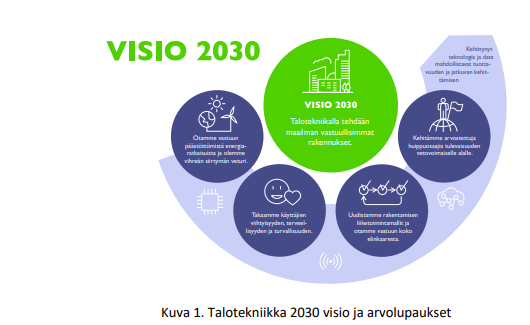 VISIO 2030
Kehittynyt
teknologia ja data
mahdollistavat tuotta-
vuuden ja jatkuvan kehit-
tämisen
VISIO 2030
Talotekniikalla tehdään
maailman vastuullisimmat
rakennukset.
Otamme vastuun
päästöttömistä energia-
ratkaisuista ja olemme
vihreän siirtymän veturi.
Takaamme käyttäjien
viihtyisyyden, terveel-
lisyyden ja turvallisuuden.
Uudistamme rakentamisen
liiketoimintamallit ja
otamme vastuun koko
elinkaaresta.
Kehitämme arvostettuja
huippuosaajia tulevaisuuden
vetovoimaiselle alalle.
Kuva 1. Talotekniikka 2030 visio ja arvolupaukset